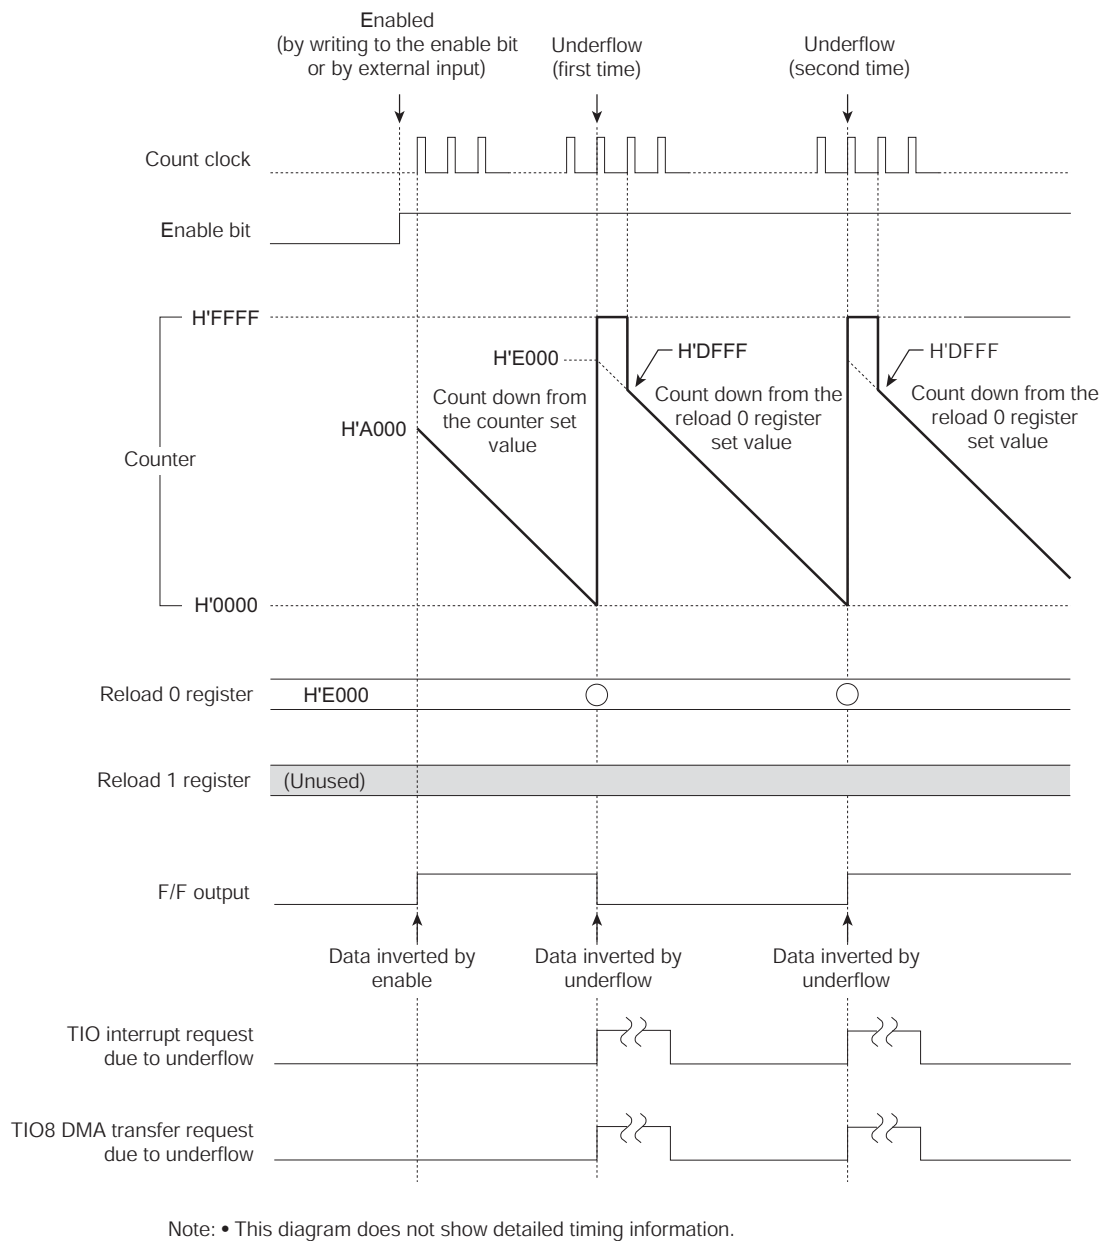 Enabled
(by writing to the enable bit
or by external input)
Underflow
(first time)
Underflow
(second time)
Count clock
Enable bit
H'FFFF
H'E000
H'DFFF
H'DFFF
Count down from
the counter set
value
Count down from the
reload 0 register
set value
Count down from the
reload 0 register
set value
H'A000
Counter
H'0000
Reload 0 register
H'E000
Reload 1 register
(Unused)
F/F output
Data inverted by
enable
Data inverted by
underflow
Data inverted by
underflow
TIO interrupt request
due to underflow
TIO8 DMA transfer request
due to underflow
Note: • This diagram does not show detailed timing information.